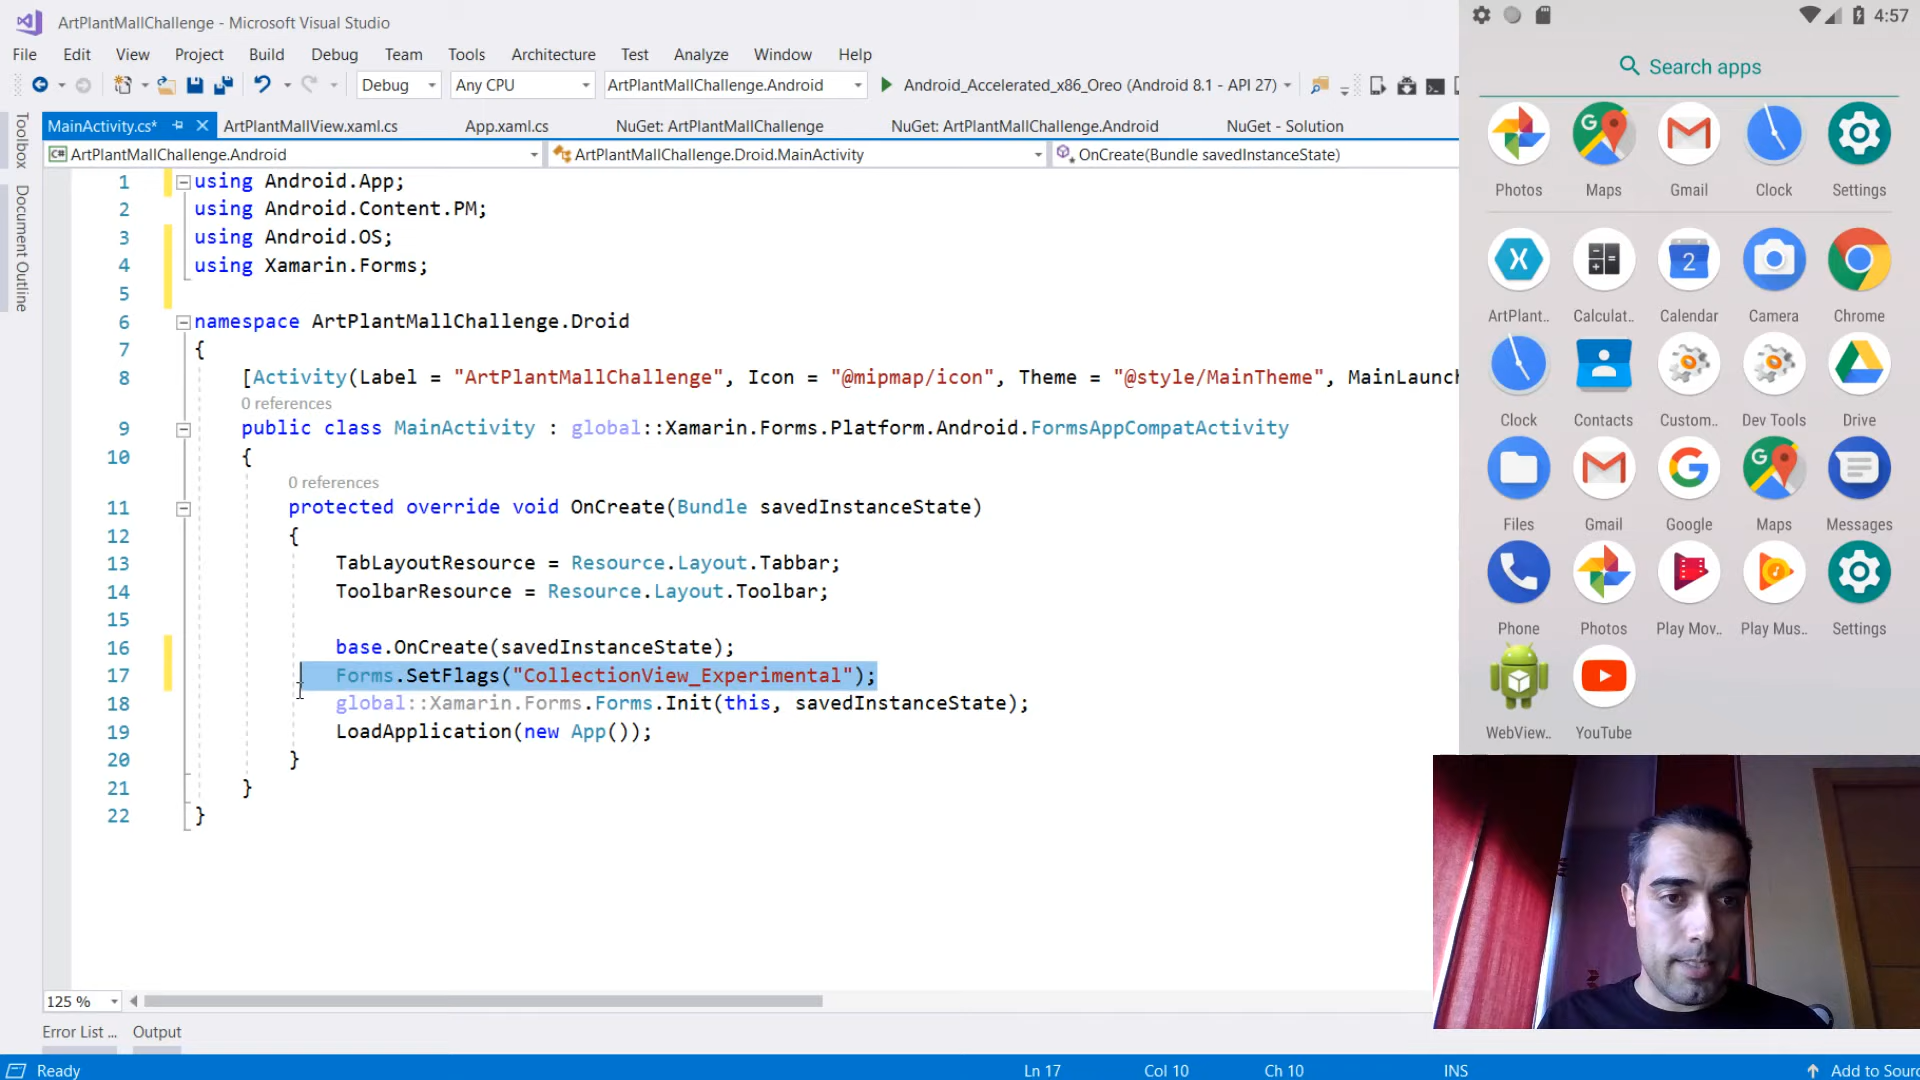 ArtPlantMallChallenge - Microsoft Visual Studio
File Edit View Project Build Debug Team Tools Architecture Test Analyze Window Help
Debug Any CPU ArtPlantMallChallenge.Android Android_Accelerated_x86_Oreo (Android 8.1 - API 27)
MainActivity.cs* ArtPlantMallView.xaml.cs App.xaml.cs NuGet: ArtPlantMallChallenge NuGet: ArtPlantMallChallenge.Android NuGet - Solution
C# ArtPlantMallChallenge.Android ArtPlantMallChallenge.Droid.MainActivity OnCreate(Bundle savedInstanceState)
Toolbox
Document Outline
1 using Android.App;
2 using Android.Content.PM;
3 using Android.OS;
4 using Xamarin.Forms;
5
6 namespace ArtPlantMallChallenge.Droid
7 {
8 [Activity(Label = "ArtPlantMallChallenge", Icon = "@mipmap/icon", Theme = "@style/MainTheme", MainLaunch
0 references
9 public class MainActivity : global::Xamarin.Forms.Platform.Android.FormsAppCompatActivity
10 {
0 references
11 protected override void OnCreate(Bundle savedInstanceState)
12 {
13 TabLayoutResource = Resource.Layout.Tabbar;
14 ToolbarResource = Resource.Layout.Toolbar;
15
16 base.OnCreate(savedInstanceState);
17 Forms.SetFlags("CollectionView_Experimental");
18 global::Xamarin.Forms.Forms.Init(this, savedInstanceState);
19 LoadApplication(new App());
20 }
21 }
22 }
125 %
Error List ... Output
Ready Ln 17 Col 10 Ch 10 INS Add to Sourc
4:57
Search apps
Photos Maps Gmail Clock Settings
2
ArtPlant.. Calculat.. Calendar Camera Chrome
Clock Contacts Custom.. Dev Tools Drive
Files Gmail Google Maps Messages
Phone Photos Play Mov.. Play Mus.. Settings
WebView.. YouTube